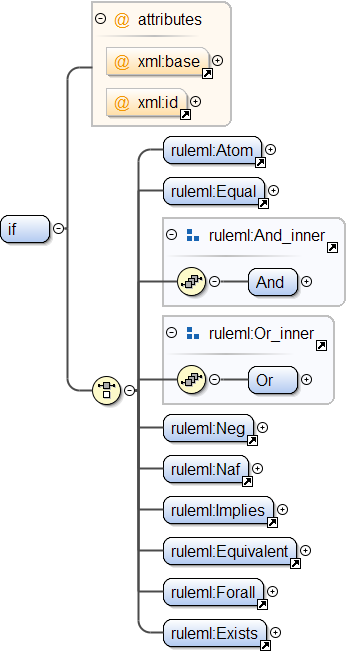 @ attributes
@ xml:base
@ xml:id
ruleml:Atom
ruleml:Equal
if
ruleml:And_inner
And
ruleml:Or_inner
Or
ruleml:Neg
ruleml:Naf
ruleml:Implies
ruleml:Equivalent
ruleml:Forall
ruleml:Exists